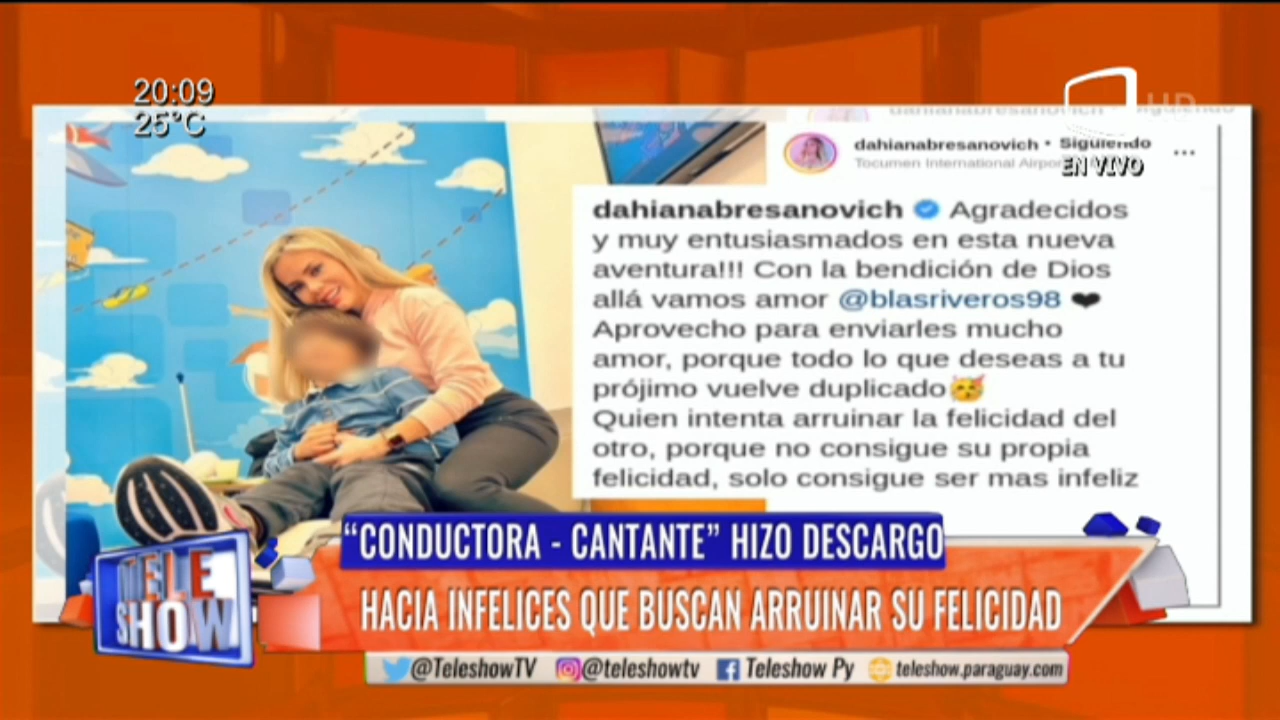 20:09
25°C
HD
EN VIVO
dahianabresanovich • Siguiendo
Tocumen International
dahianabresanovich Agradecidos
y muy entusiasmados en esta nueva
aventura!!! Con la bendición de Dios
allá vamos amor @blasriveros98 ❤
Aprovecho para enviarles mucho
amor, porque todo lo que deseas a tu
prójimo vuelve duplicado🥳
Quien intenta arruinar la felicidad del
otro, porque no consigue su propia
felicidad, solo consigue ser mas infeliz
“CONDUCTORA - CANTANTE” HIZO DESCARGO
HACIA INFELICES QUE BUSCAN ARRUINAR SU FELICIDAD
TELE
SHOW
@TeleshowTV @teleshowtv Teleshow Py teleshow.paraguay.com